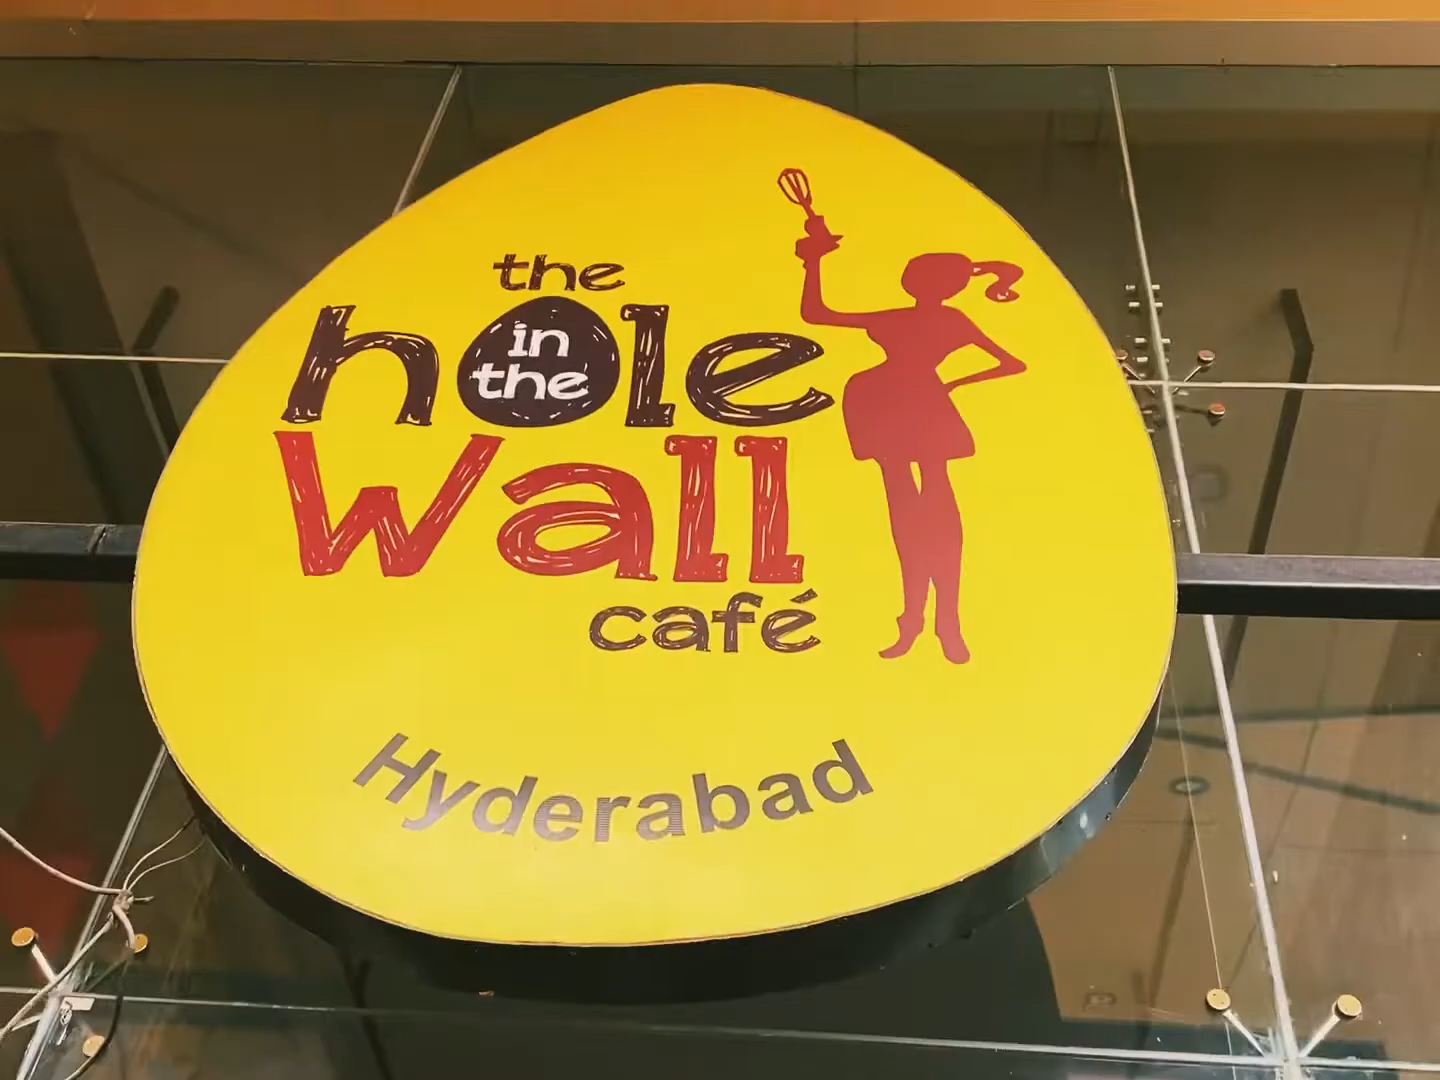 the
hole
in
the
Wall
café
Hyderabad